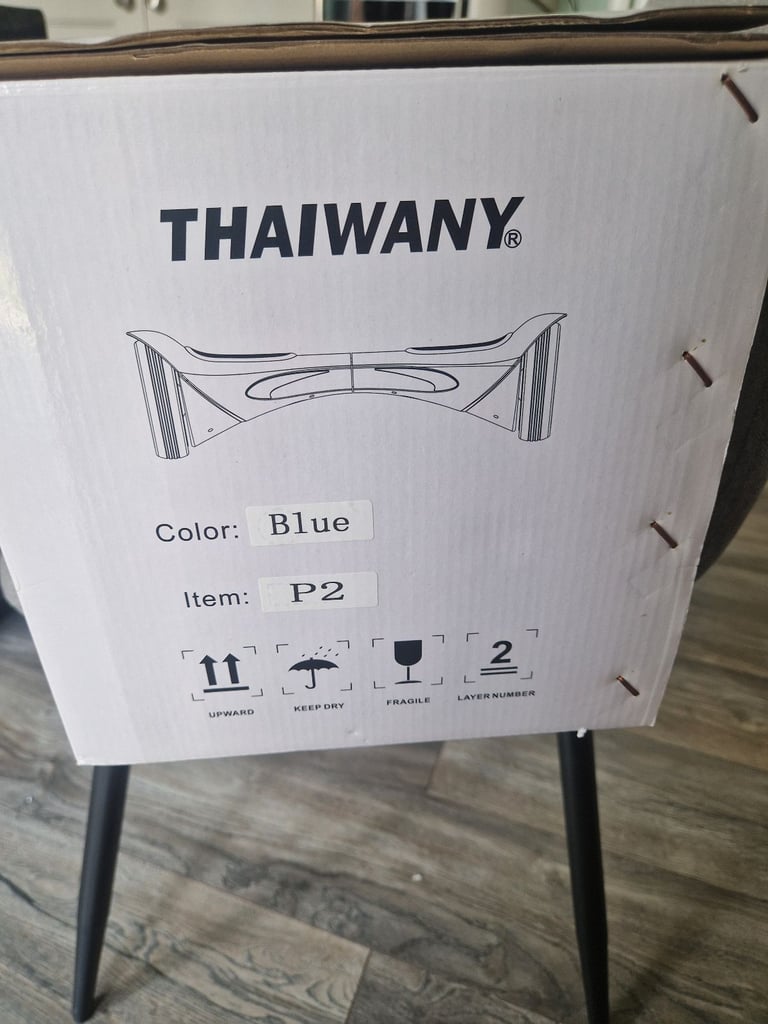 THAIWANY®
Color: Blue
Item: P2
2
UPWARD
KEEP DRY
FRAGILE
LAYER NUMBER